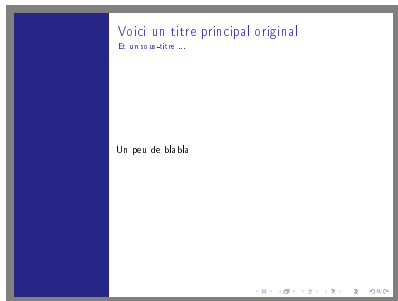 Voici un titre principal original
Et un sous-titre ...
Un peu de blabla